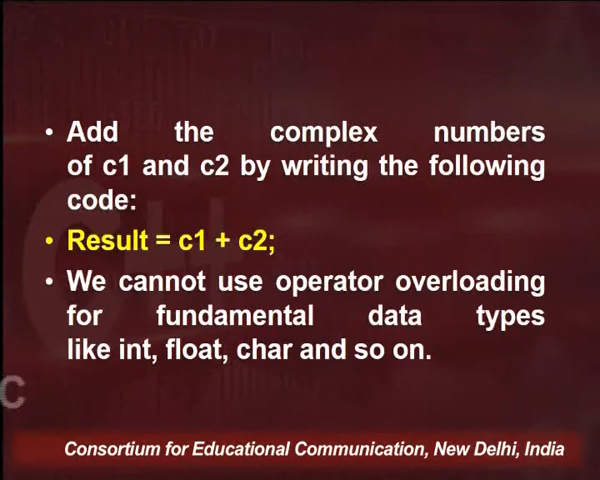 • Add the complex numbers
of c1 and c2 by writing the following
code:
• Result = c1 + c2;
• We cannot use operator overloading
for fundamental data types
like int, float, char and so on.
C
Consortium for Educational Communication, New Delhi, India